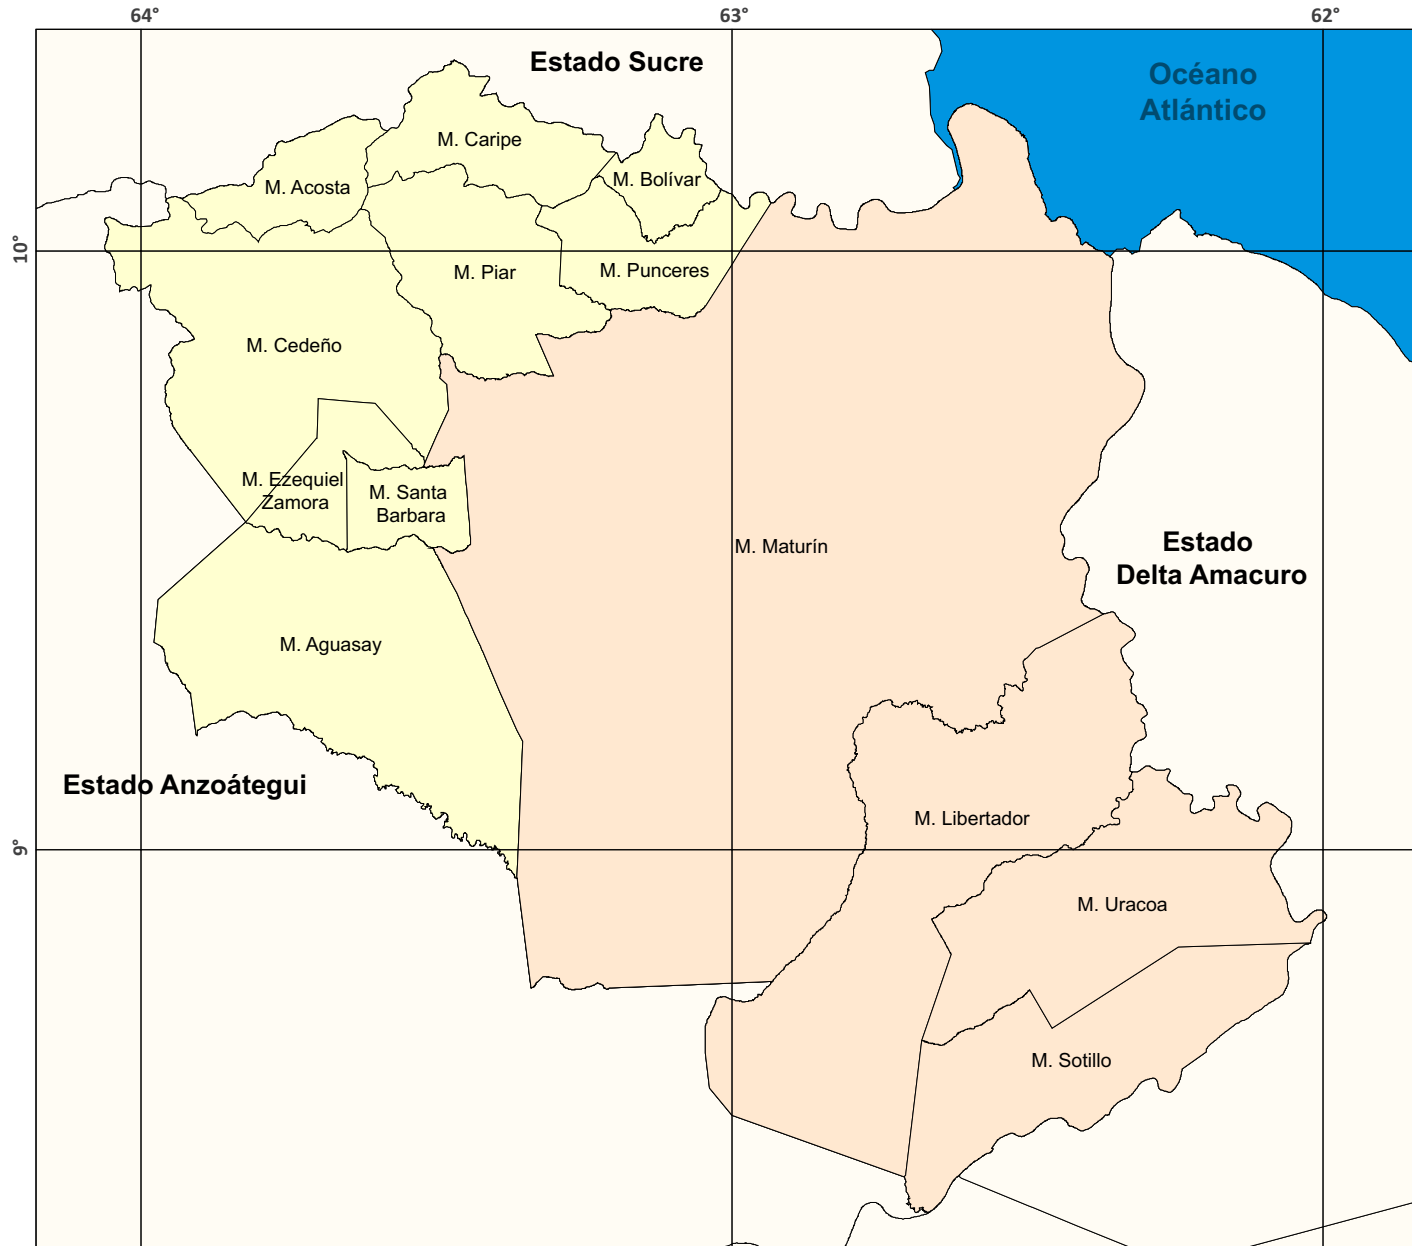 64°
63°
62°
Estado Sucre
Océano
Atlántico
M. Caripe
M. Acosta
M. Bolívar
10°
M. Piar
M. Punceres
M. Cedeño
M. Ezequiel
Zamora
M. Santa
Barbara
M. Maturín
Estado
Delta Amacuro
M. Aguasay
Estado Anzoátegui
M. Libertador
9°
M. Uracoa
M. Sotillo